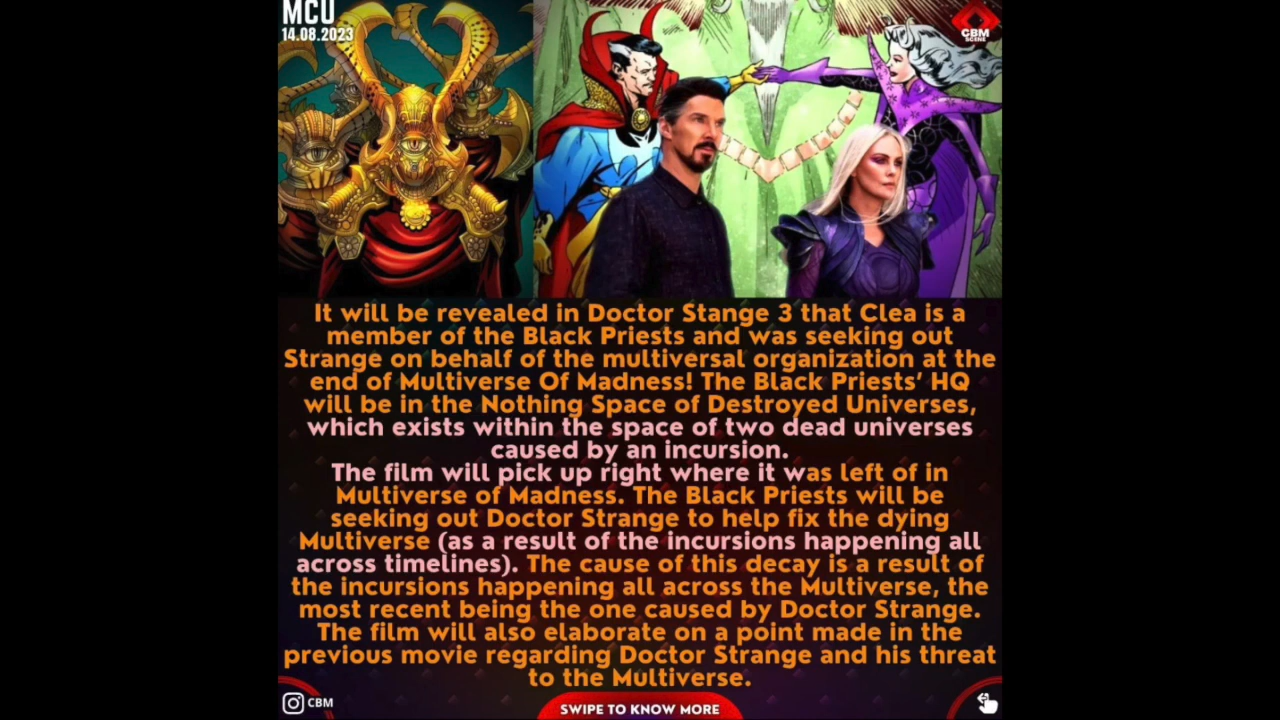 MCU
14.08.2023
CBM
SCENE
It will be revealed in Doctor Stange 3 that Clea is a
member of the Black Priests and was seeking out
Strange on behalf of the multiversal organization at the
end of Multiverse Of Madness! The Black Priests' HQ
will be in the Nothing Space of Destroyed Universes,
which exists within the space of two dead universes
caused by an incursion.
The film will pick up right where it was left of in
Multiverse of Madness. The Black Priests will be
seeking out Doctor Strange to help fix the dying
Multiverse (as a result of the incursions happening all
across timelines). The cause of this decay is a result of
the incursions happening all across the Multiverse, the
most recent being the one caused by Doctor Strange.
The film will also elaborate on a point made in the
previous movie regarding Doctor Strange and his threat
to the Multiverse.
CBM
SWIPE TO KNOW MORE